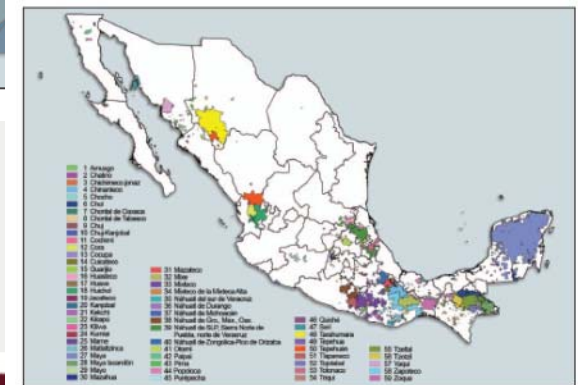 1 Amuzgo
2 Chatino
3 Chichimeco jonaz
4 Chinanteco
5 Chocho
6 Chol
7 Chontal de Oaxaca
8 Chontal de Tabasco
9 Chuj
10 Chuj-Kanjobal
11 Cochimí
12 Cora
13 Cucapá
14 Cuicateco
15 Guarijío
16 Huasteco
17 Huave
18 Huichol
19 Jacalteco
20 Kanjobal
21 Kekchí
22 Kikapú
23 Kiliwa
24 Kumiai
25 Mame
26 Matlatzinca
27 Maya
28 Maya lacandón
29 Mayo
30 Mazahua
31 Mazateco
32 Mixe
33 Mixteco
34 Mixteco de la Mixteca Alta
35 Náhuatl del sur de Veracruz
36 Náhuatl de Durango
37 Náhuatl de Michoacán
38 Náhuatl de Gro., Mex., Oax.
39 Náhuatl de SLP, Sierra Norte de
Puebla, norte de Veracruz
40 Náhuatl de Zongolica-Pico de Orizaba
41 Otomí
42 Paipai
43 Pima
44 Popoloca
45 Purépecha
46 Quiché
47 Seri
48 Tarahumara
49 Tepehua
50 Tepehuán
51 Tlapaneco
52 Tojolabal
53 Totonaca
54 Triqui
55 Tzeltal
56 Tzotzil
57 Yaqui
58 Zapoteco
59 Zoque